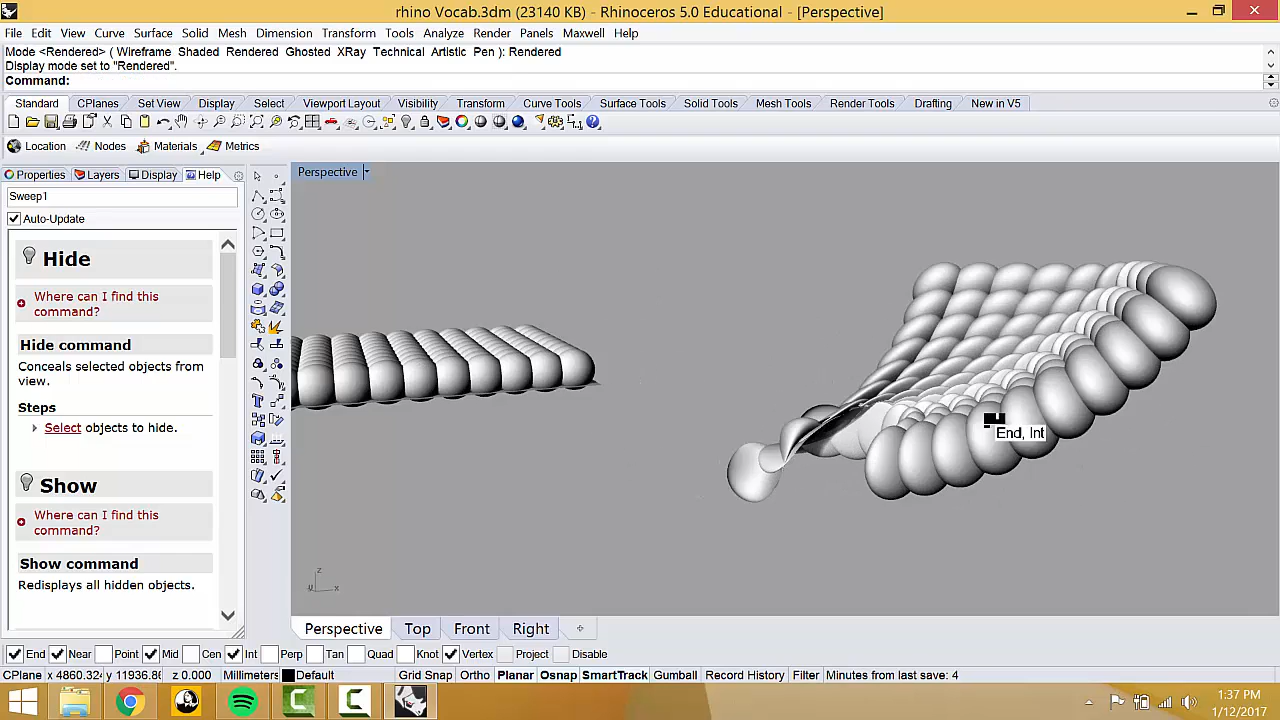 rhino Vocab.3dm (23140 KB) - Rhinoceros 5.0 Educational - [Perspective]
File Edit View Curve Surface Solid Mesh Dimension Transform Tools Analyze Render Panels Maxwell Help
Mode <Rendered> ( Wireframe Shaded Rendered Ghosted XRay Technical Artistic Pen ): Rendered
Display mode set to "Rendered".
Command:
Standard CPlanes Set View Display Select Viewport Layout Visibility Transform Curve Tools Surface Tools Solid Tools Mesh Tools Render Tools Drafting New in V5
Location Nodes Materials Metrics
Properties Layers Display Help
Perspective
Sweep1
Auto-Update
Hide
Where can I find this
command?
Hide command
Conceals selected objects from
view.
Steps
Select objects to hide.
Show
Where can I find this
command?
Show command
Redisplays all hidden objects.
End, Int
z
y x
Perspective Top Front Right
End Near Point Mid Cen Int Perp Tan Quad Knot Vertex Project Disable
CPlane x 4860.324 y 11936.86 z 0.000 Millimeters Default Grid Snap Ortho Planar Osnap SmartTrack Gumball Record History Filter Minutes from last save: 4
1:37 PM
1/12/2017